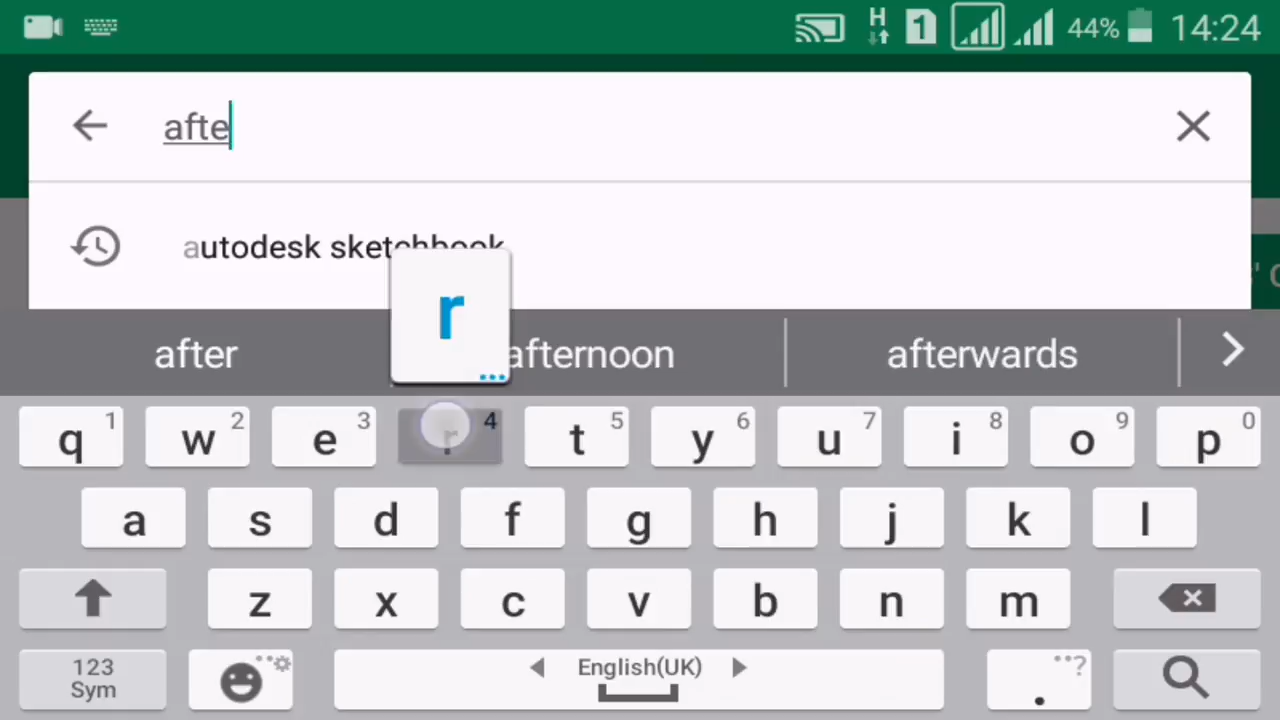 H 1 44% 14:24
afte
autodesk sketchbook
' C
r
...
after afternoon afterwards
q 1 w 2 e 3 r 4 t 5 y 6 u 7 i 8 o 9 p 0
a s d f g h j k l
z x c v b n m
123 Sym English(UK) . ?